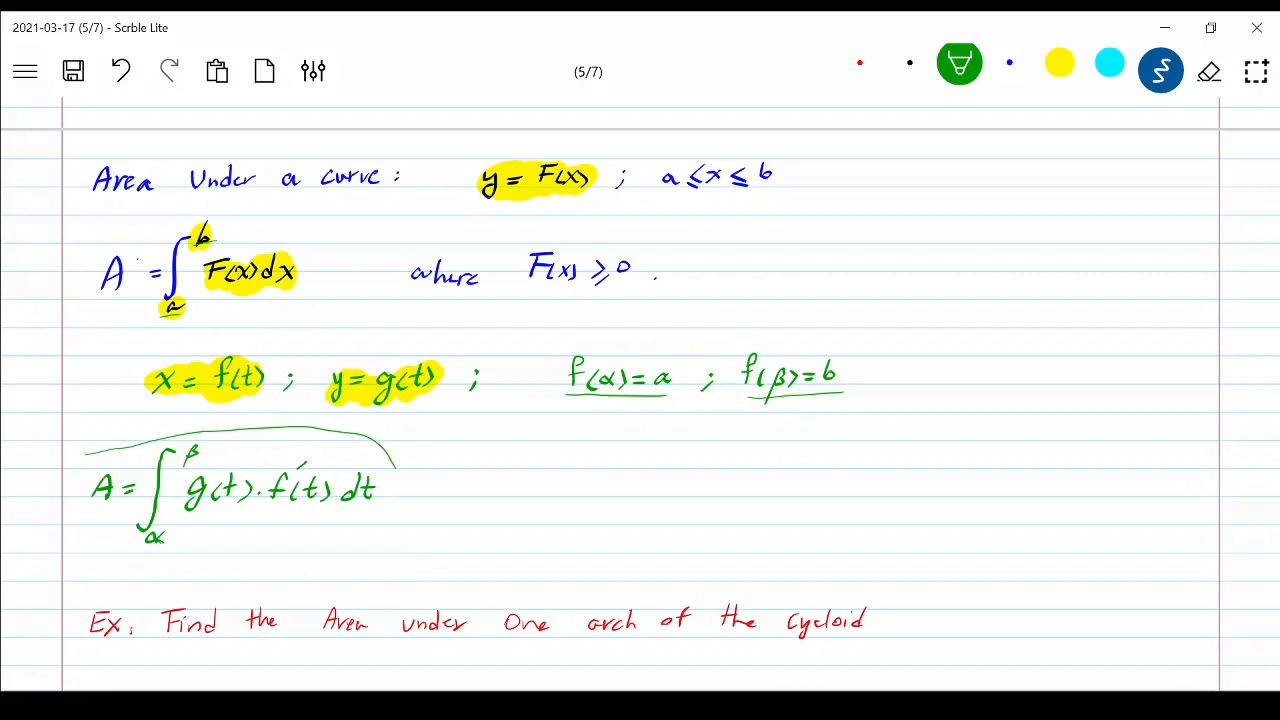 2021-03-17 (5/7) - Scrble Lite
(5/7)
Area Under a curve : y = F(x) ; a ≤ x ≤ b
A = ∫_a^b F(x) dx where F(x) ≥ 0 .
x = f(t) ; y = g(t) ; f(α) = a ; f(β) = b
A = ∫_α^β g(t) . f'(t) dt
Ex: Find the Area under One arch of the cycloid